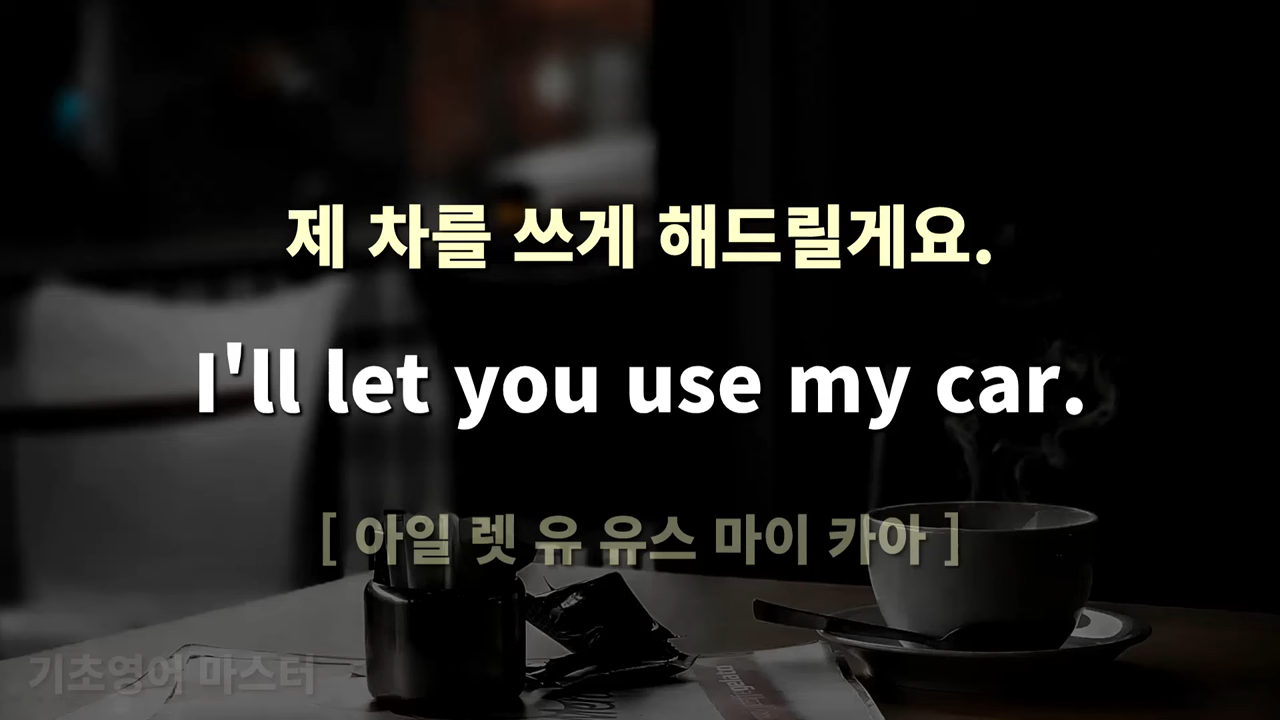 제 차를 쓰게 해드릴게요.
I'll let you use my car.
[ 아일 렛 유 유스 마이 카아 ]
기초영어 마스터